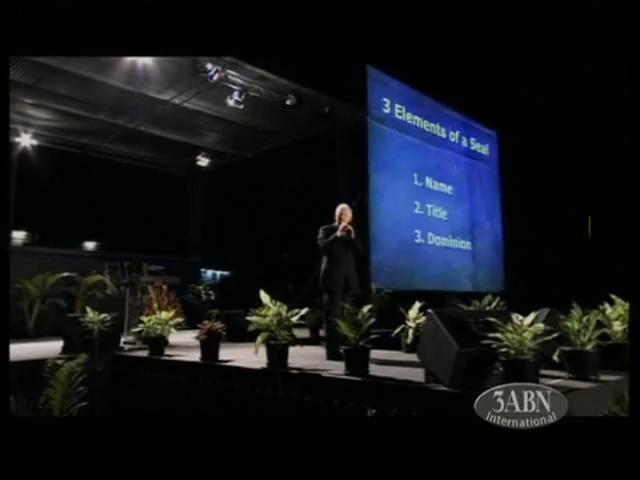 3 Elements of a Seal
1. Name
2. Title
3. Dominion
3ABN
International